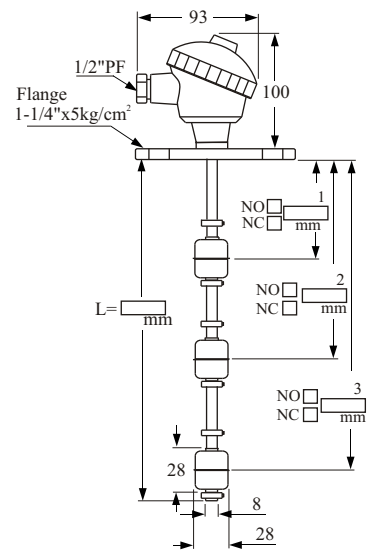 93
1/2"PF
100
Flange
1-1/4"x5kg/cm²
1
NO
NC
mm
2
NO
NC
mm
L=
mm
3
NO
NC
mm
28
8
28